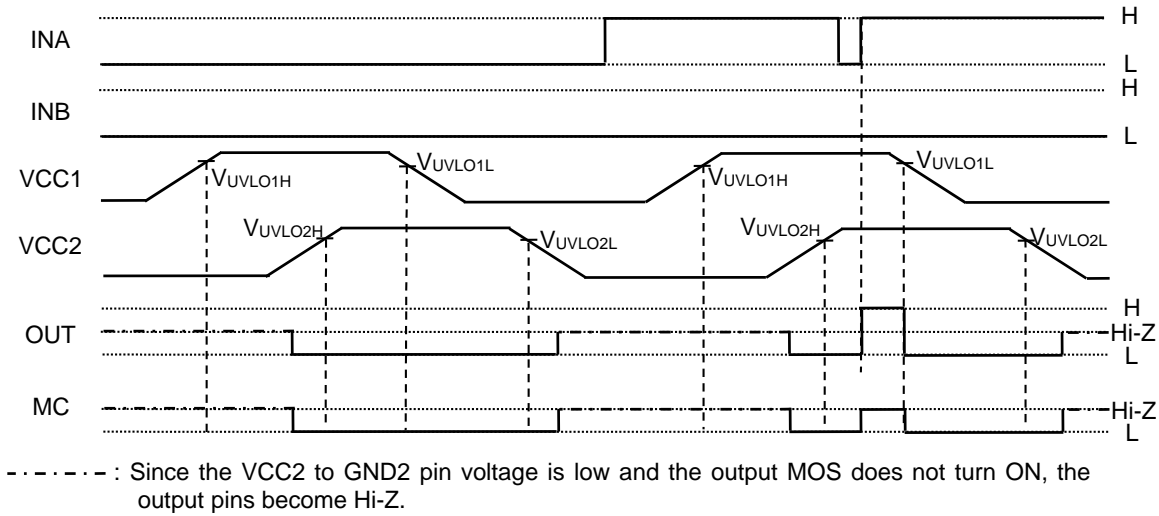 H
INA
L
H
INB
L
VCC1
VUVLO1H
VUVLO1L
VUVLO1H
VUVLO1L
VCC2
VUVLO2H
VUVLO2L
VUVLO2H
VUVLO2L
H
OUT
Hi-Z
L
MC
Hi-Z
L
: Since the VCC2 to GND2 pin voltage is low and the output MOS does not turn ON, the
output pins become Hi-Z.